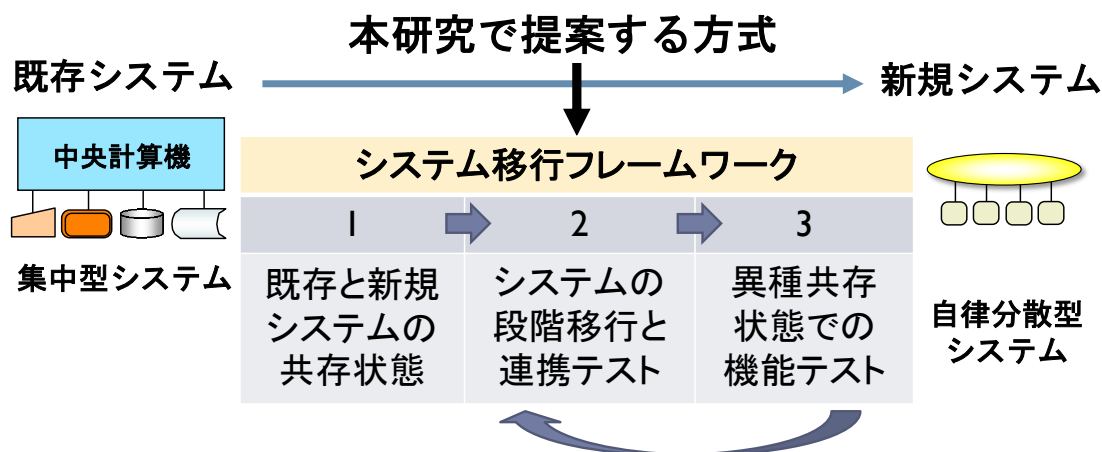 本研究で提案する方式
既存システム
新規システム
中央計算機
システム移行フレームワーク
1
2
3
集中型システム
既存と新規
システムの
共存状態
システムの
段階移行と
連携テスト
異種共存
状態での
機能テスト
自律分散型
システム